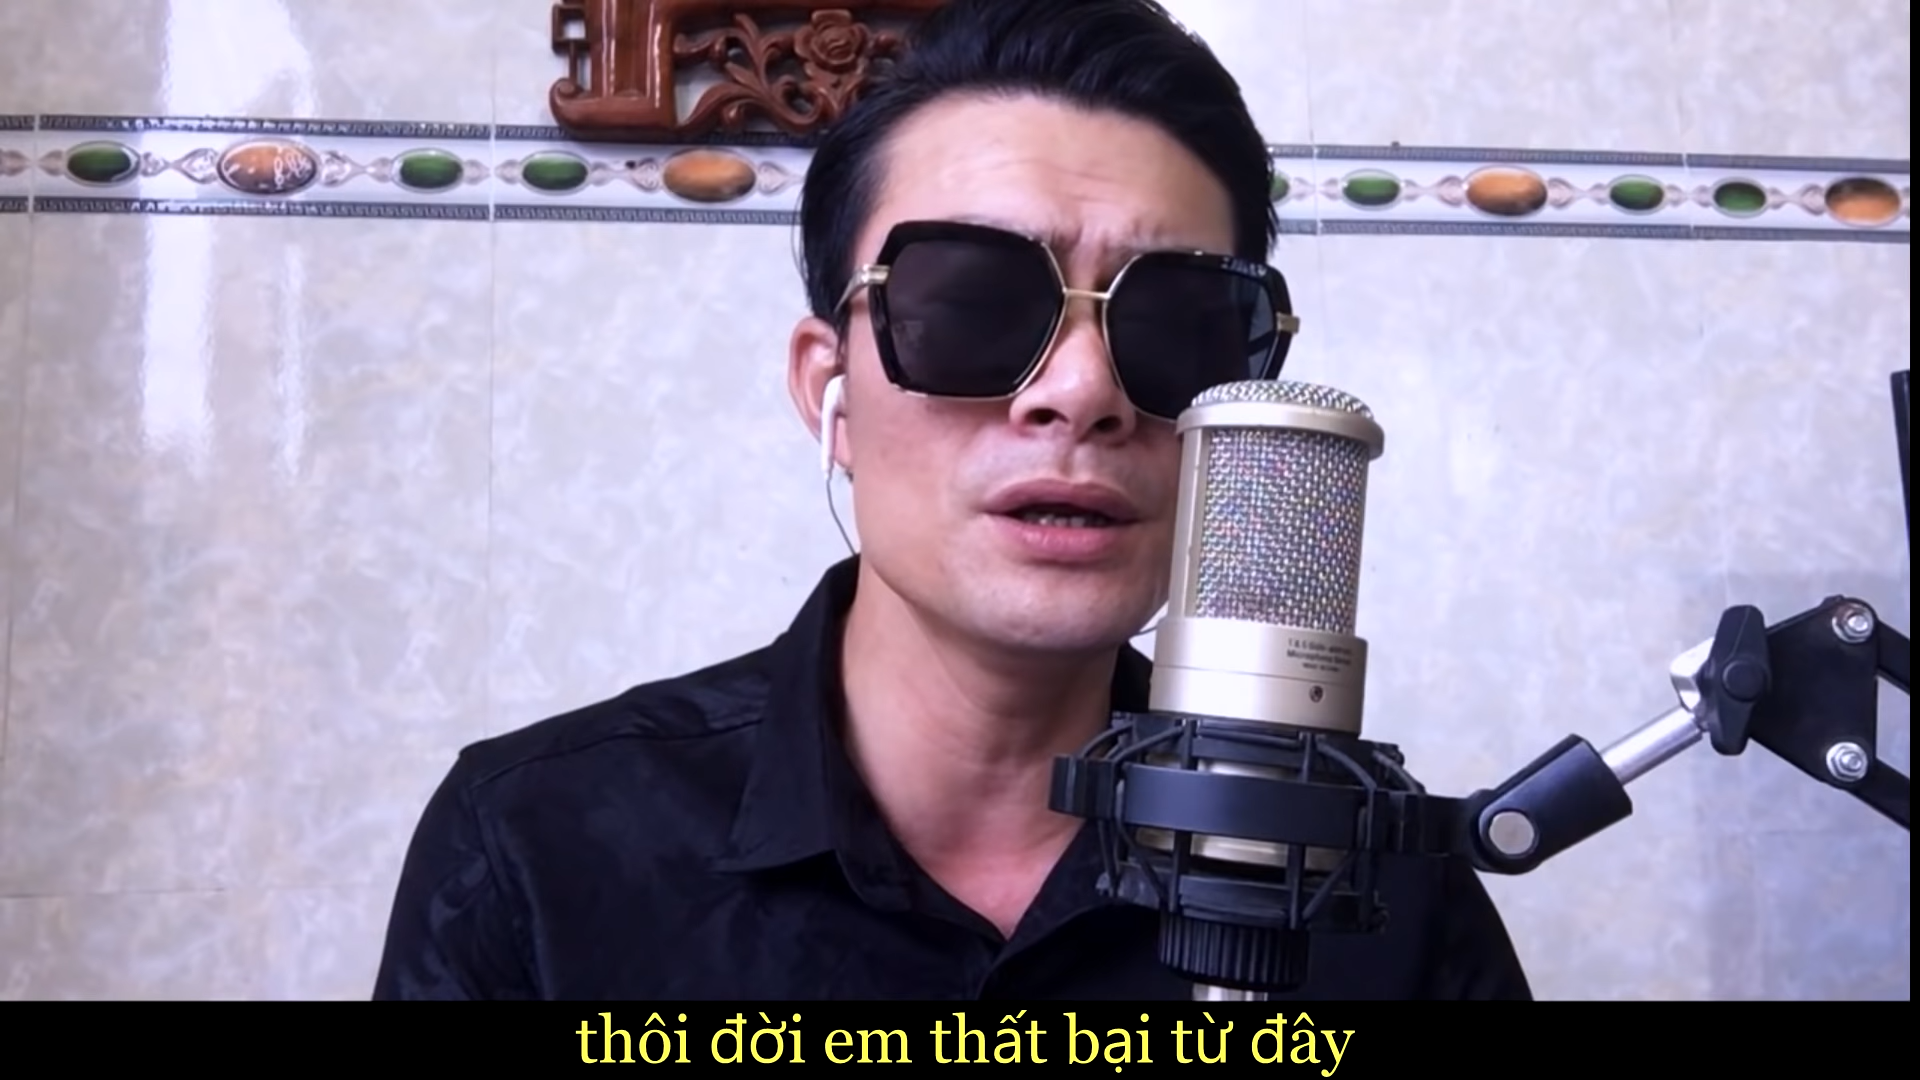 thôi đời em thất bại từ đây